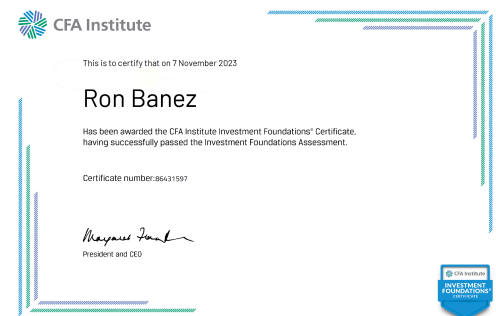 CFA Institute
This is to certify that on 7 November 2023
Ron Banez
Has been awarded the CFA Institute Investment Foundations® Certificate,
having successfully passed the Investment Foundations Assessment.
Certificate number:86431597
President and CEO
CFA Institute
INVESTMENT
FOUNDATIONS®
CERTIFICATE